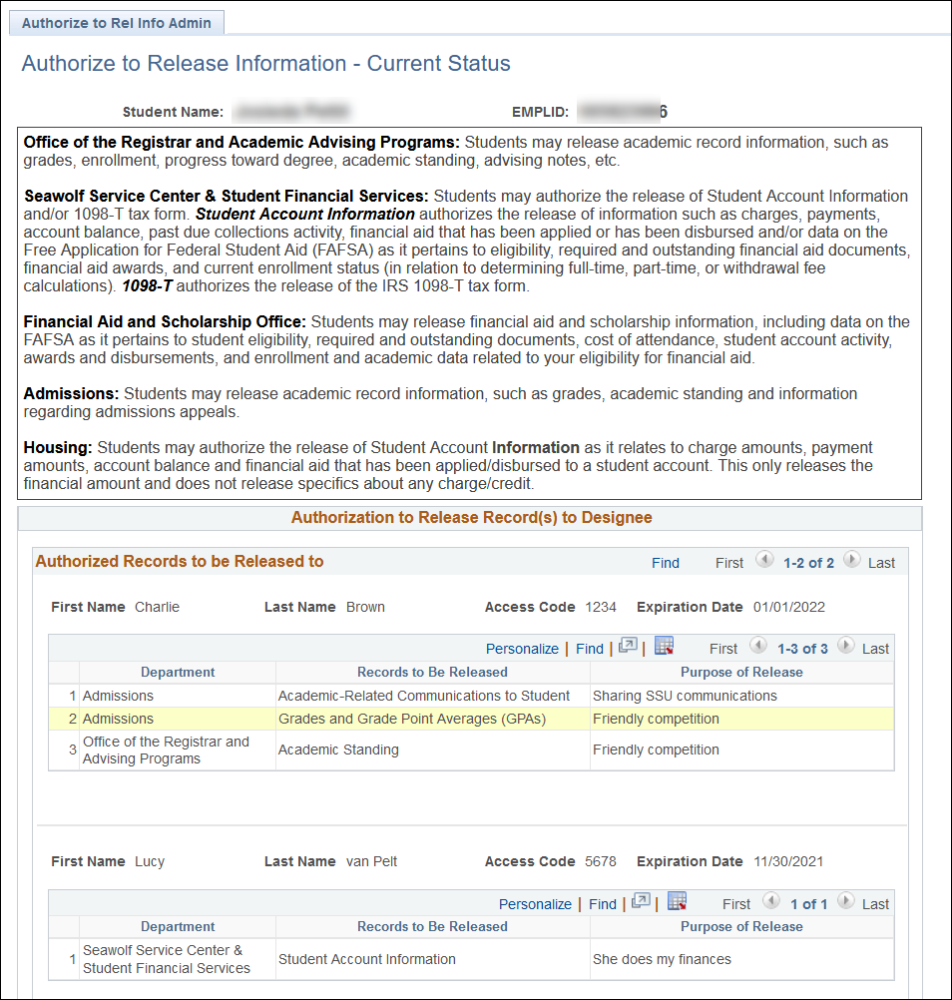 Authorize to Rel Info Admin
Authorize to Release Information - Current Status
Student Name: EMPLID: 6
Office of the Registrar and Academic Advising Programs: Students may release academic record information, such as
grades, enrollment, progress toward degree, academic standing, advising notes, etc.
Seawolf Service Center & Student Financial Services: Students may authorize the release of Student Account Information
and/or 1098-T tax form. Student Account Information authorizes the release of information such as charges, payments,
account balance, past due collections activity, financial aid that has been applied or has been disbursed and/or data on the
Free Application for Federal Student Aid (FAFSA) as it pertains to eligibility, required and outstanding financial aid documents,
financial aid awards, and current enrollment status (in relation to determining full-time, part-time, or withdrawal fee
calculations). 1098-T authorizes the release of the IRS 1098-T tax form.
Financial Aid and Scholarship Office: Students may release financial aid and scholarship information, including data on the
FAFSA as it pertains to student eligibility, required and outstanding documents, cost of attendance, student account activity,
awards and disbursements, and enrollment and academic data related to your eligibility for financial aid.
Admissions: Students may release academic record information, such as grades, academic standing and information
regarding admissions appeals.
Housing: Students may authorize the release of Student Account Information as it relates to charge amounts, payment
amounts, account balance and financial aid that has been applied/disbursed to a student account. This only releases the
financial amount and does not release specifics about any charge/credit.
Authorization to Release Record(s) to Designee
Authorized Records to be Released to Find First 1-2 of 2 Last
First Name Charlie Last Name Brown Access Code 1234 Expiration Date 01/01/2022
Personalize | Find | | First 1-3 of 3 Last
Department Records to Be Released Purpose of Release
1 Admissions Academic-Related Communications to Student Sharing SSU communications
2 Admissions Grades and Grade Point Averages (GPAs) Friendly competition
3 Office of the Registrar and
Advising Programs Academic Standing Friendly competition
First Name Lucy Last Name van Pelt Access Code 5678 Expiration Date 11/30/2021
Personalize | Find | | First 1 of 1 Last
Department Records to Be Released Purpose of Release
1 Seawolf Service Center &
Student Financial Services Student Account Information She does my finances